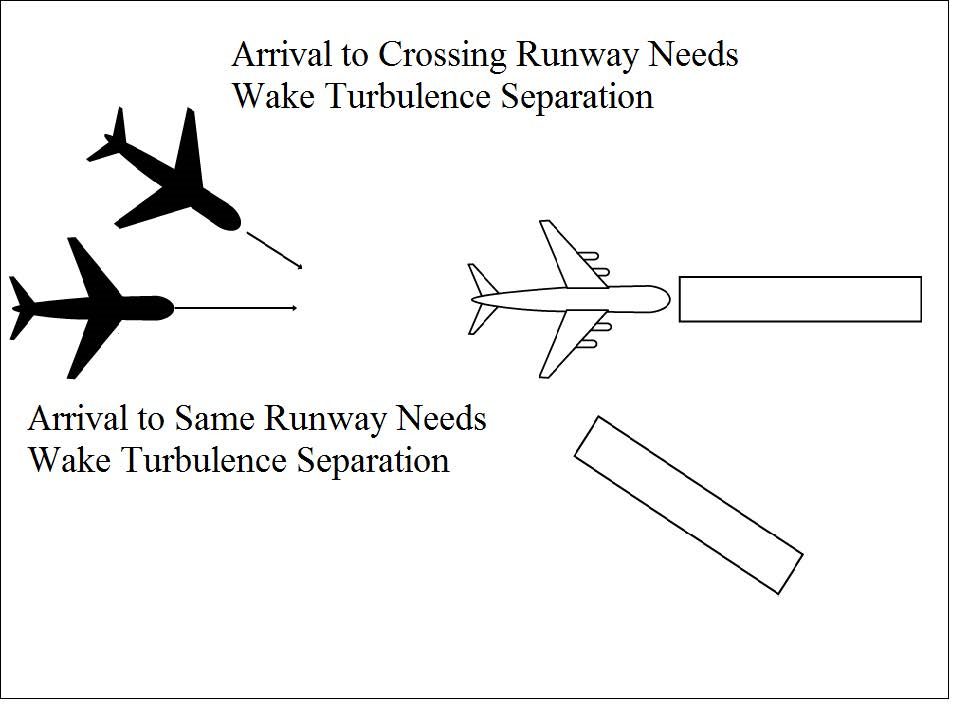 Arrival to Crossing Runway Needs
Wake Turbulence Separation
Arrival to Same Runway Needs
Wake Turbulence Separation